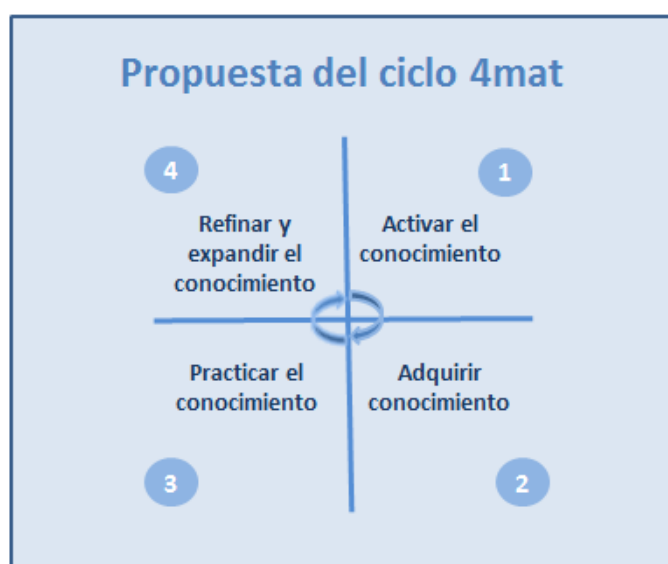 Propuesta del ciclo 4mat
4
Refinar y
expandir el
conocimiento
1
Activar el
conocimiento
Practicar el
conocimiento
3
Adquirir
conocimiento
2